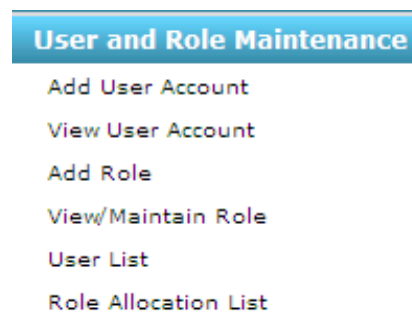 User and Role Maintenance
Add User Account
View User Account
Add Role
View/Maintain Role
User List
Role Allocation List